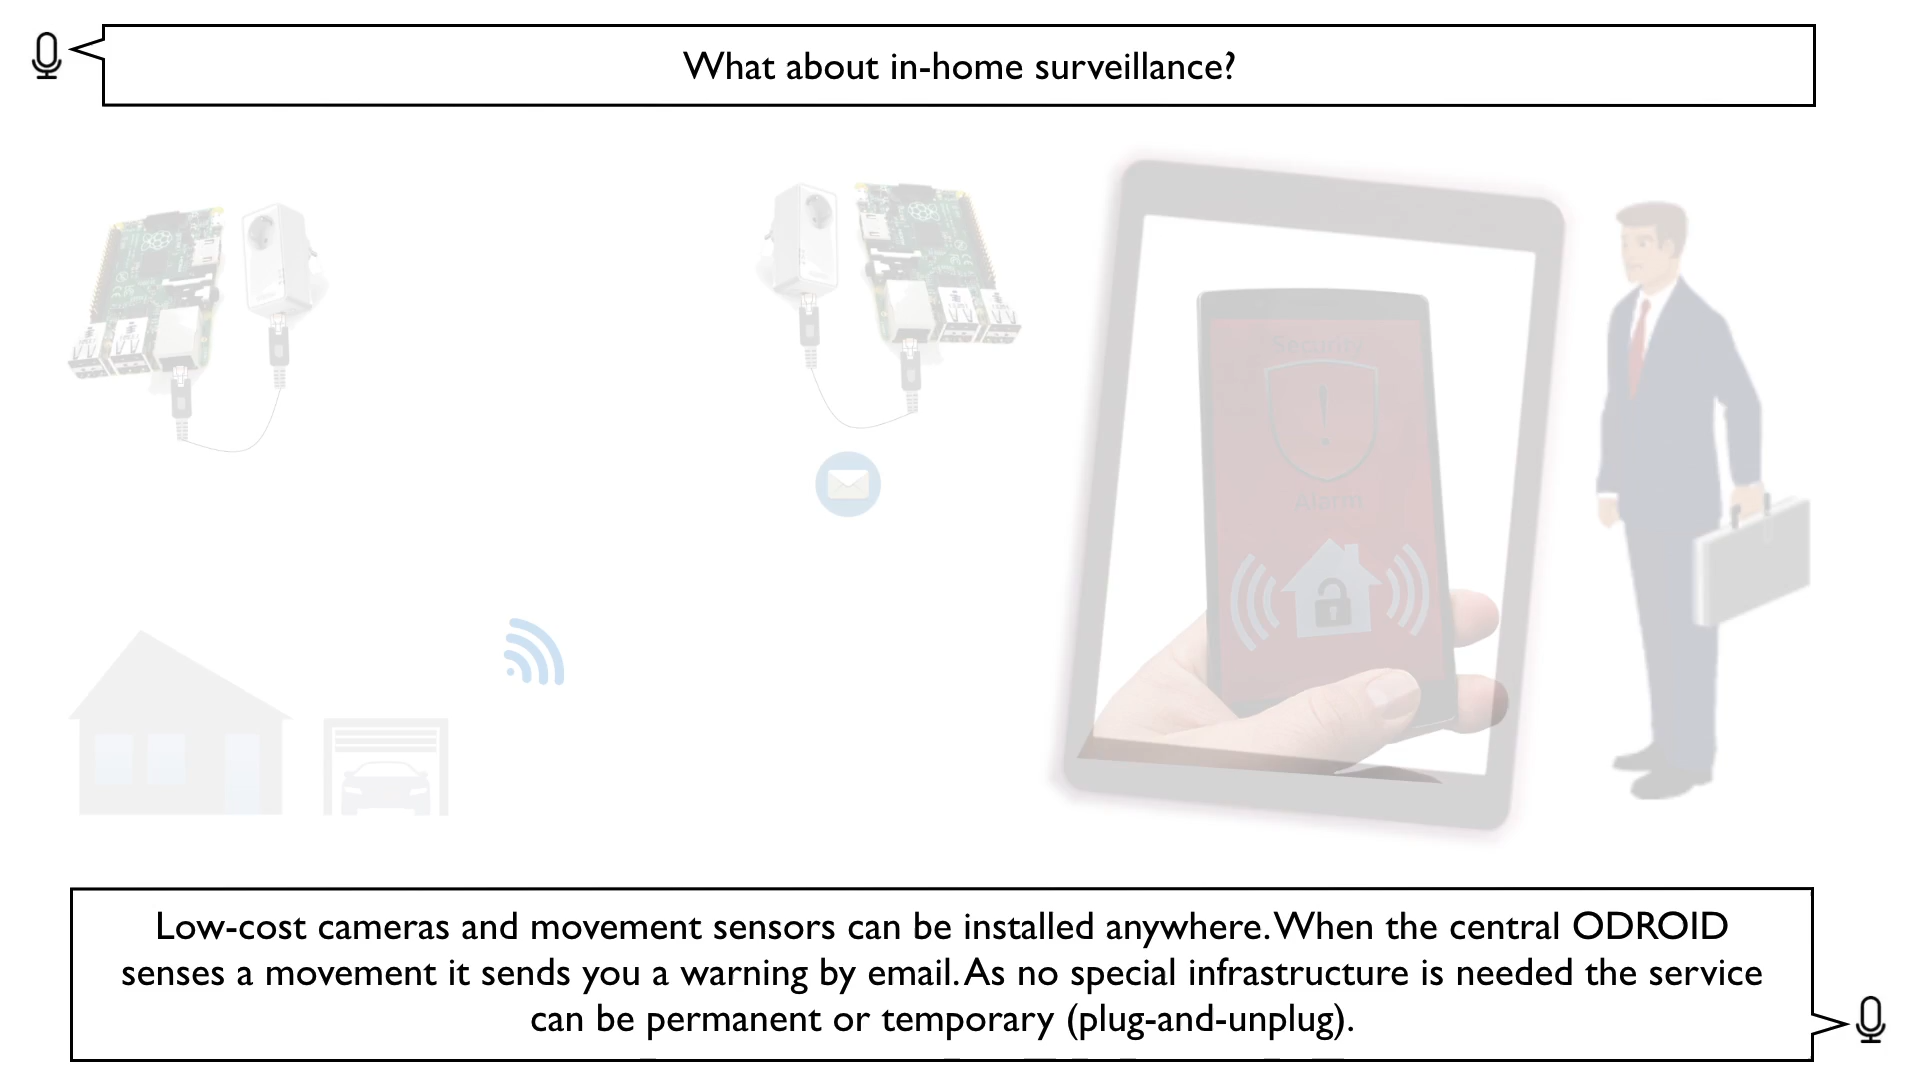 What about in-home surveillance?
Security
Alarm
Low-cost cameras and movement sensors can be installed anywhere. When the central ODROID
senses a movement it sends you a warning by email. As no special infrastructure is needed the service
can be permanent or temporary (plug-and-unplug).